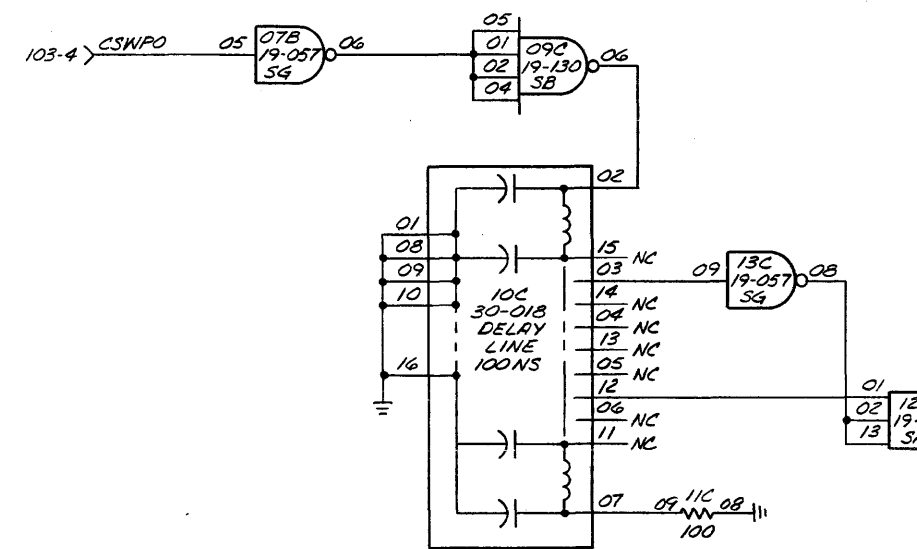 103-4
CSWPO
05
07B
19-057
SG
06
05
01
02
04
09C
19-130
SB
06
02
01
08
09
10
16
10C
30-018
DELAY
LINE
100NS
15 NC
03
14 NC
04 NC
13 NC
05 NC
12
06 NC
11 NC
07
09
13C
19-057
SG
08
01
02
13
12
19-
09
11C
08
100